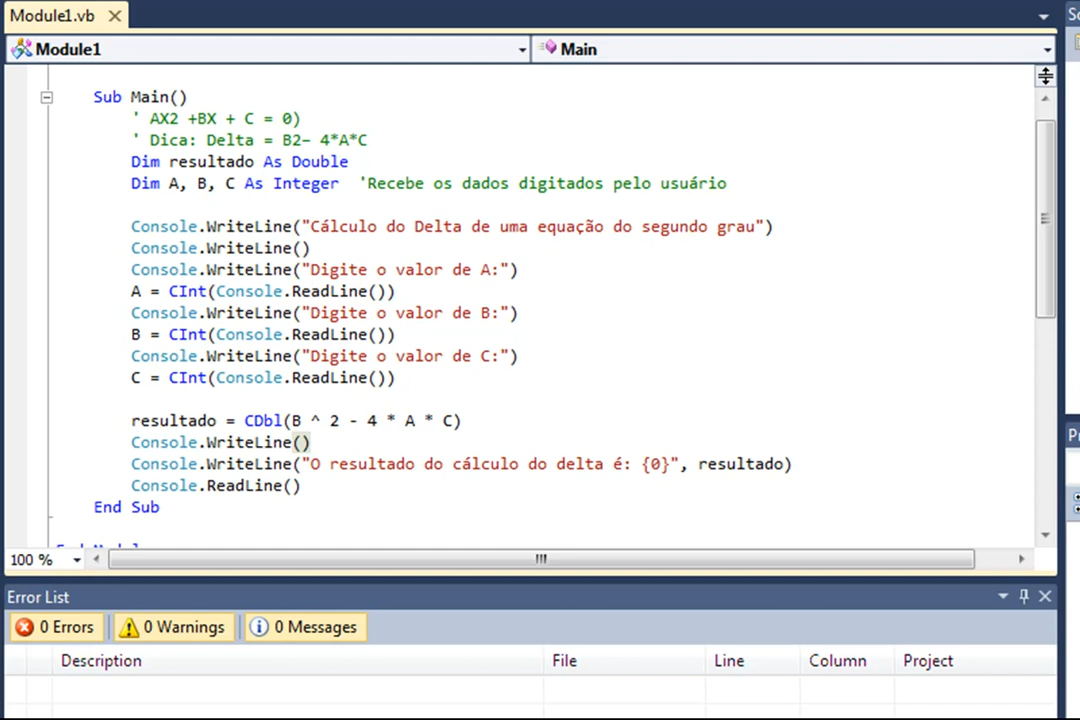 Module1.vb
Module1
Main
Sub Main()
' AX2 +BX + C = 0)
' Dica: Delta = B2- 4*A*C
Dim resultado As Double
Dim A, B, C As Integer  'Recebe os dados digitados pelo usuário
Console.WriteLine("Cálculo do Delta de uma equação do segundo grau")
Console.WriteLine()
Console.WriteLine("Digite o valor de A:")
A = CInt(Console.ReadLine())
Console.WriteLine("Digite o valor de B:")
B = CInt(Console.ReadLine())
Console.WriteLine("Digite o valor de C:")
C = CInt(Console.ReadLine())
resultado = CDbl(B ^ 2 - 4 * A * C)
Console.WriteLine()
Console.WriteLine("O resultado do cálculo do delta é: {0}", resultado)
Console.ReadLine()
End Sub
100 %
Error List
0 Errors
0 Warnings
0 Messages
Description
File
Line
Column
Project